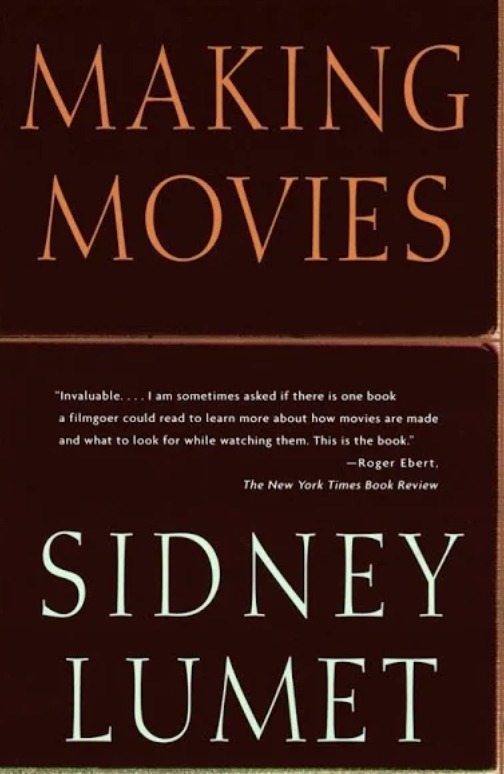 MAKING
MOVIES
"Invaluable. . . . I am sometimes asked if there is one book
a filmgoer could read to learn more about how movies are made
and what to look for while watching them. This is the book."
—Roger Ebert,
The New York Times Book Review
SIDNEY
LUMET